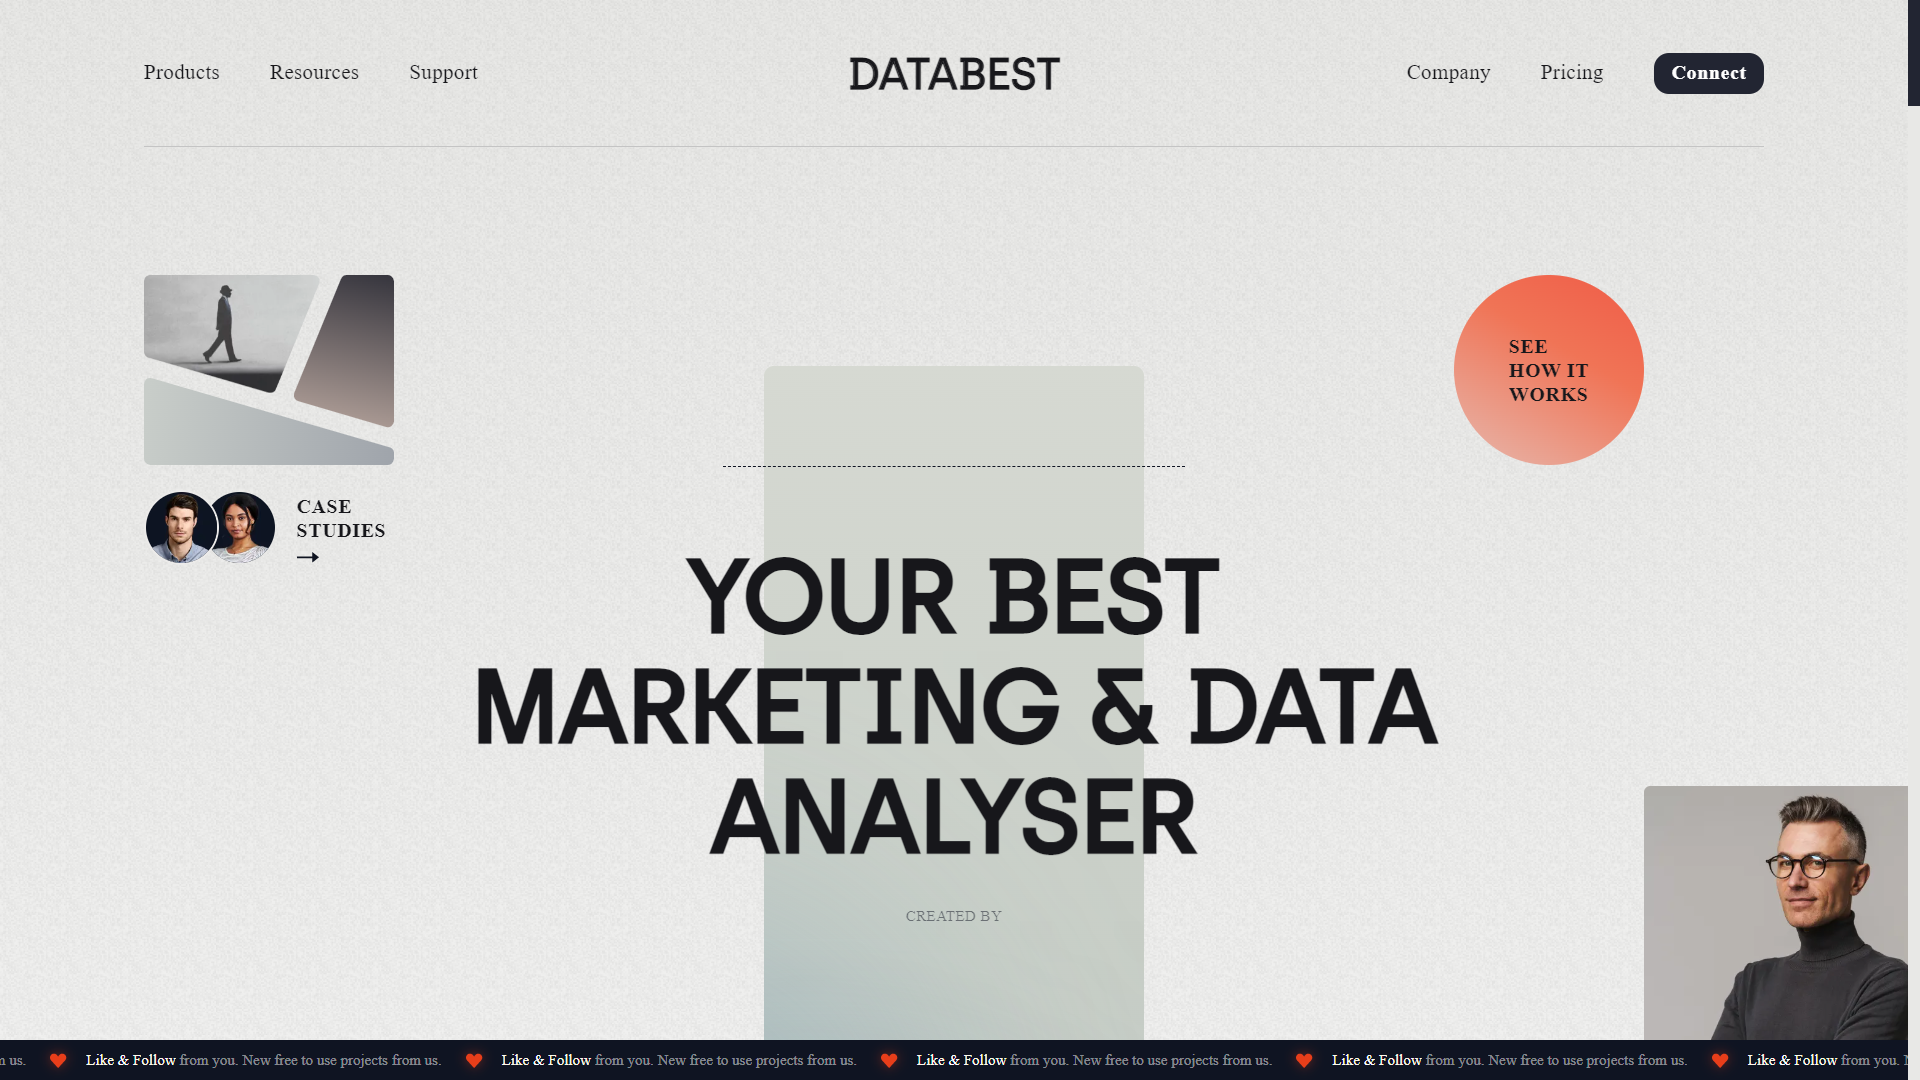 Products Resources Support DATABEST Company Pricing Connect
SEE
HOW IT
WORKS
CASE
STUDIES
YOUR BEST
MARKETING & DATA
ANALYSER
CREATED BY
us. Like & Follow from you. New free to use projects from us. Like & Follow from you. New free to use projects from us. Like & Follow from you. New free to use projects from us. Like & Follow from you. New free to use projects from us. Like & Follow from you.